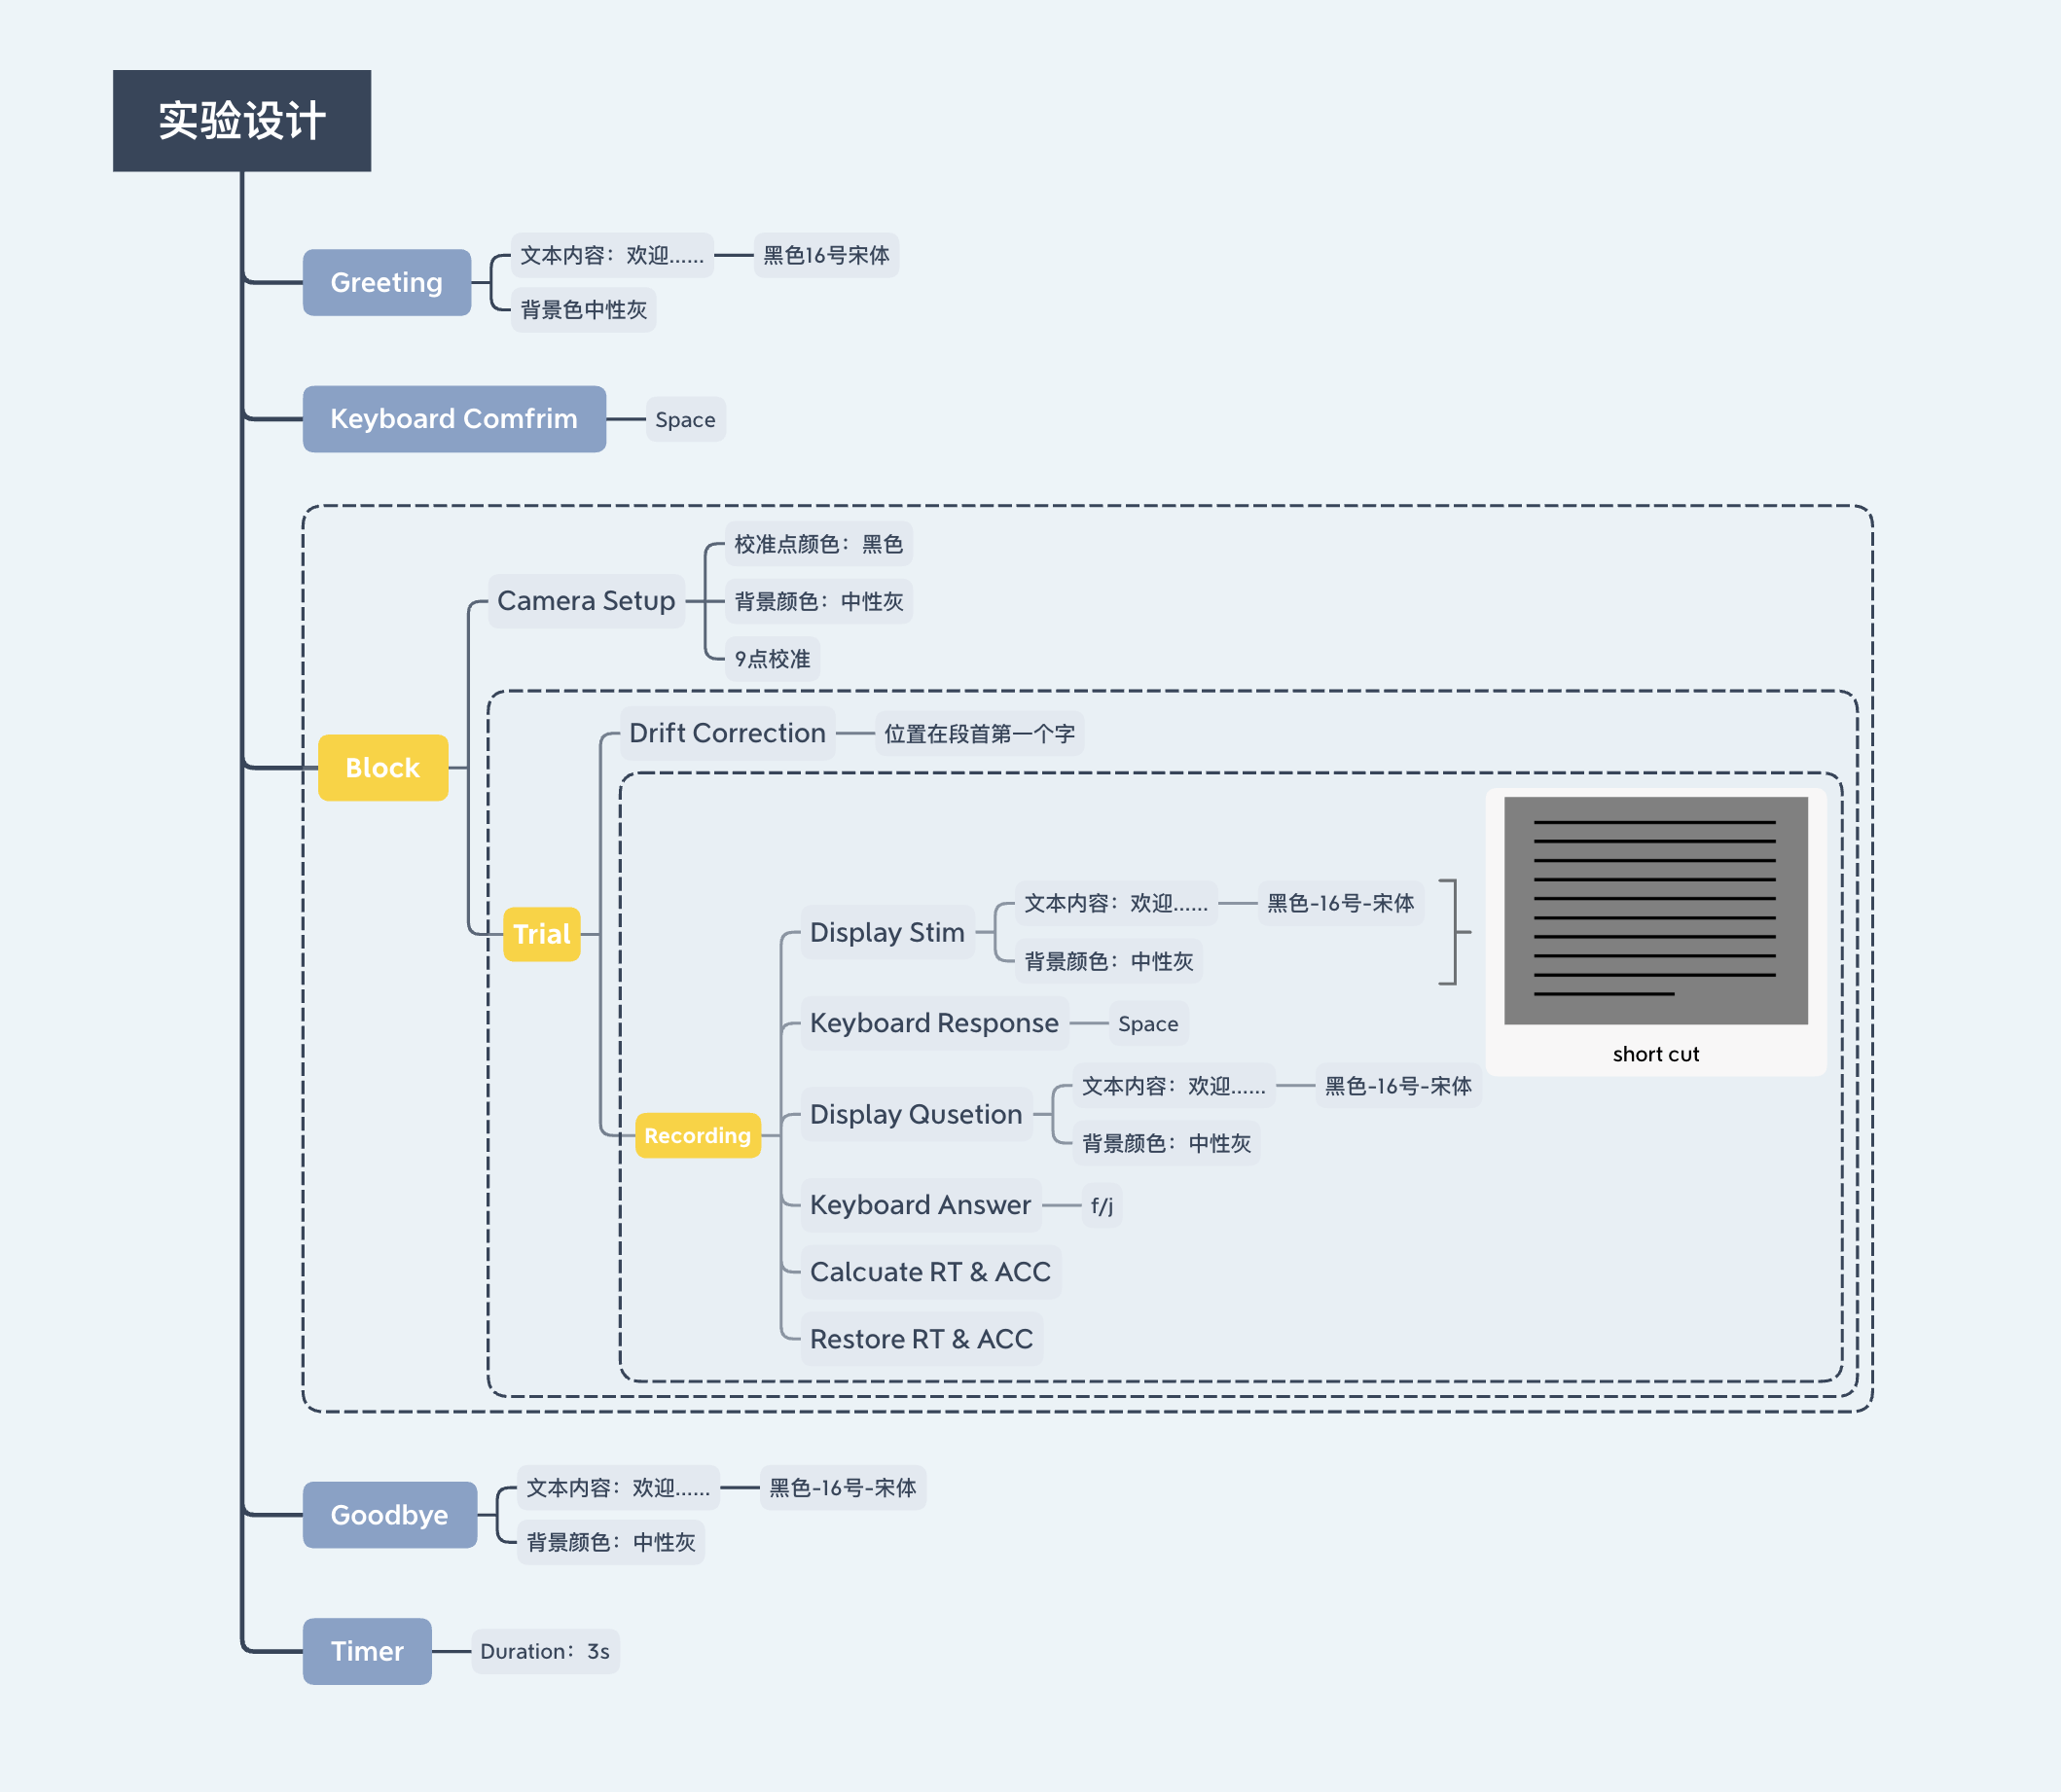 实验设计
Greeting
文本内容：欢迎......
黑色16号宋体
背景色中性灰
Keyboard Comfrim
Space
Block
Camera Setup
校准点颜色：黑色
背景颜色：中性灰
9点校准
Trial
Drift Correction
位置在段首第一个字
Recording
Display Stim
文本内容：欢迎......
黑色-16号-宋体
背景颜色：中性灰
short cut
Keyboard Response
Space
Display Qusetion
文本内容：欢迎......
黑色-16号-宋体
背景颜色：中性灰
Keyboard Answer
f/j
Calcuate RT & ACC
Restore RT & ACC
Goodbye
文本内容：欢迎......
黑色-16号-宋体
背景颜色：中性灰
Timer
Duration：3s